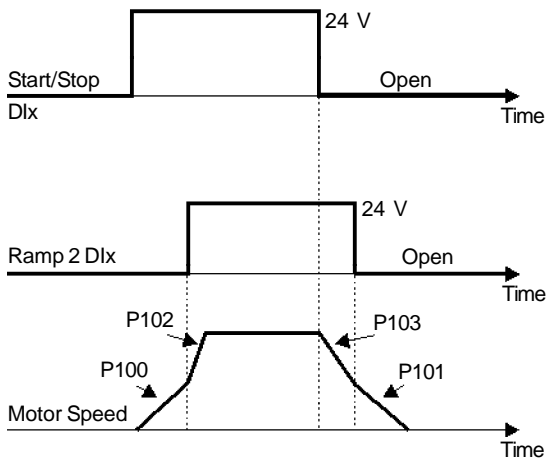 24 V
Start/Stop
Open
DIx
Time
24 V
Ramp 2 DIx
Open
Time
P102
P103
P100
P101
Motor Speed
Time